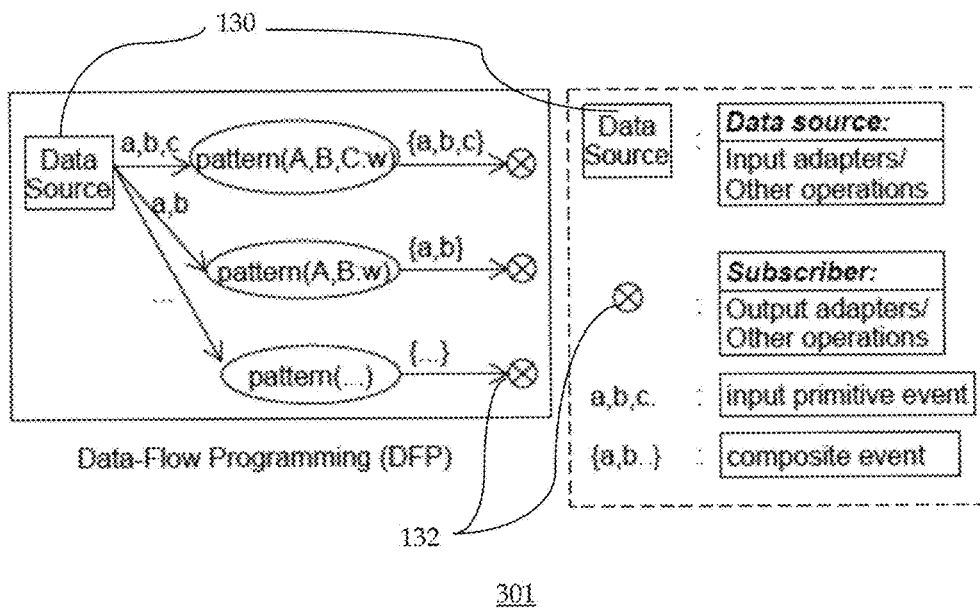 130
Data
Source
a,b,c
pattern(A,B,C:w)
{a,b,c}
a,b
pattern(A,B:w)
{a,b}
...
pattern(...)
{...}
Data-Flow Programming (DFP)
Data
Source
:
Data source:
Input adapters/
Other operations
:
Subscriber:
Output adapters/
Other operations
a,b,c. : input primitive event
{a,b..} : composite event
132
301